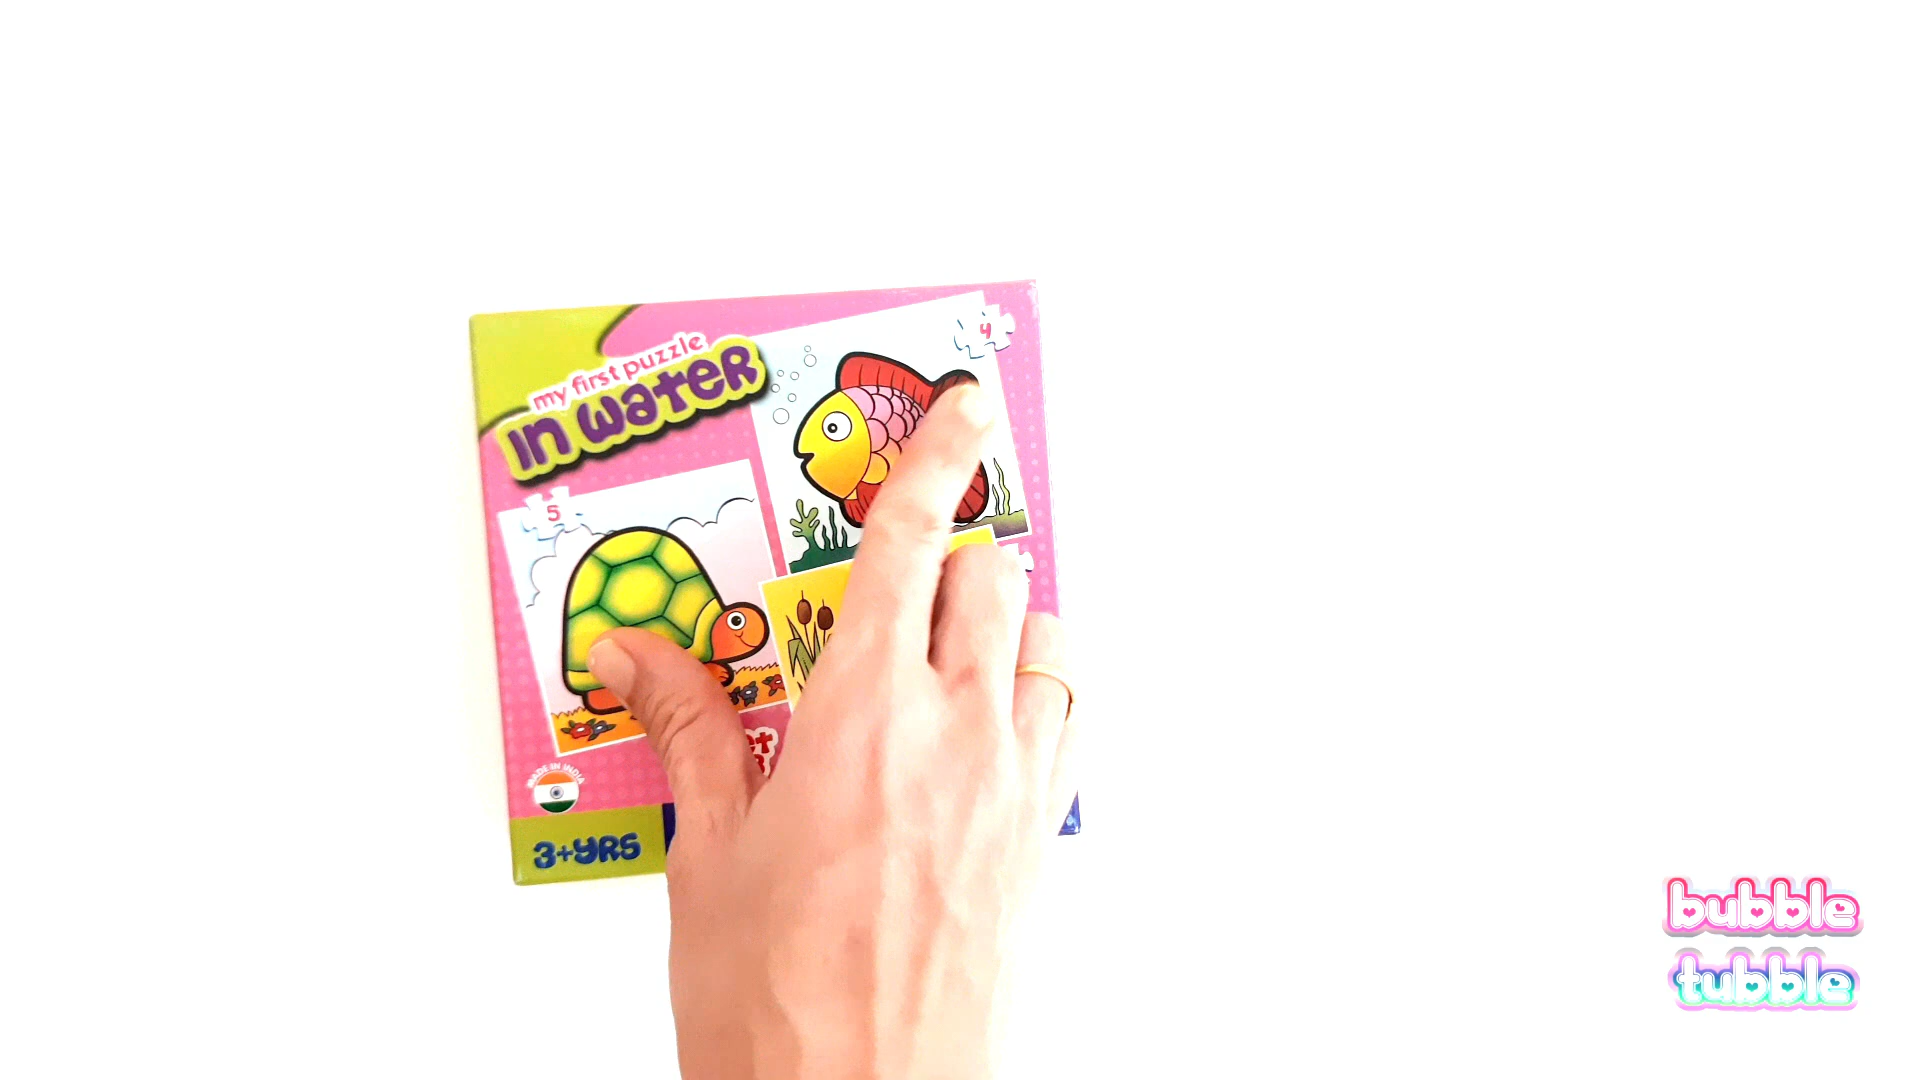 my first puzzle
in water
4
5
MADE IN INDIA
3+YRS
bubble
tubble